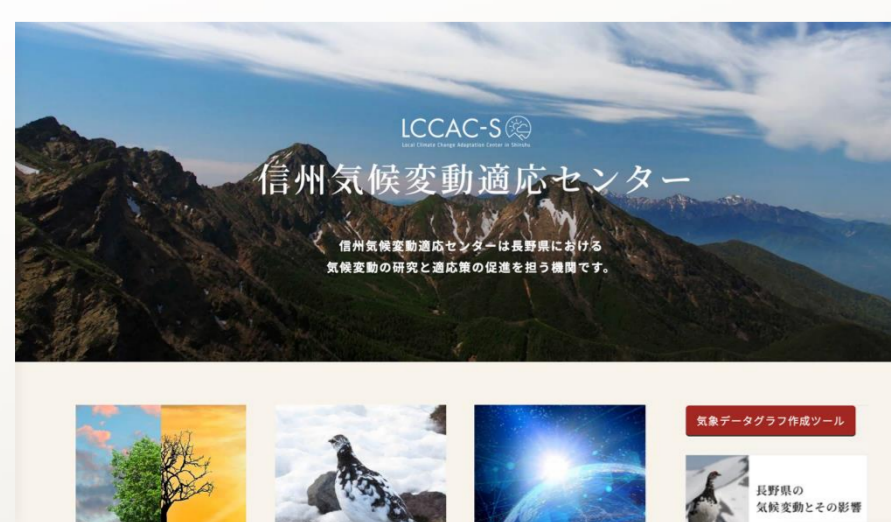 LCCAC-S
Local Climate Change Adaptation Center in Shinshu
信州気候変動適応センター
信州気候変動適応センターは長野県における
気候変動の研究と適応策の促進を担う機関です。
気象データグラフ作成ツール
長野県の
気候変動とその影響